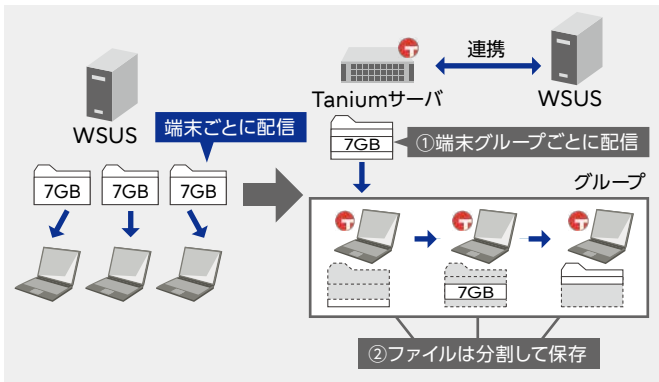 WSUS
端末ごとに配信
7GB
7GB
7GB
連携
Taniumサーバ
WSUS
7GB
①端末グループごとに配信
グループ
7GB
②ファイルは分割して保存